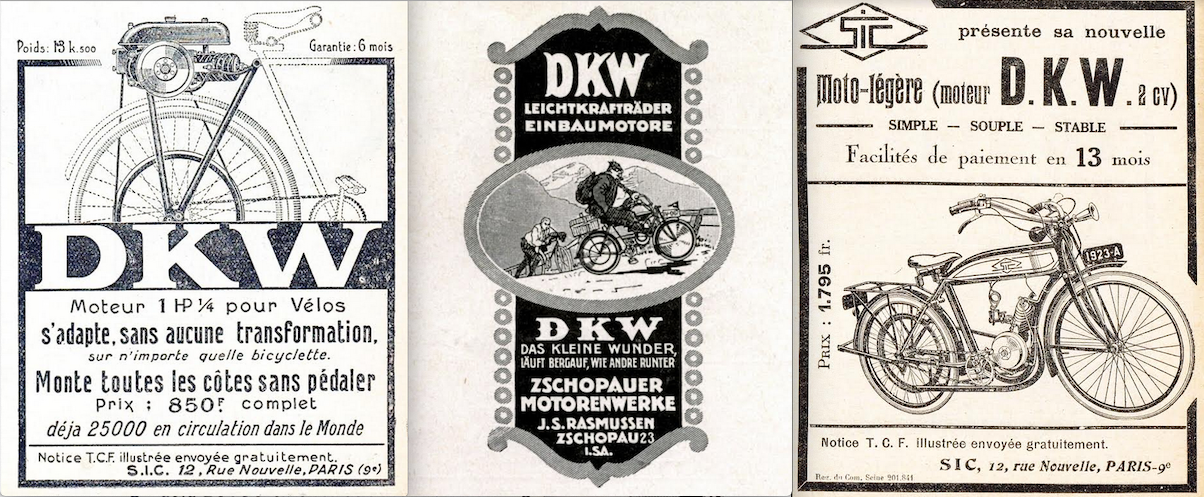 Poids: 13 k.500
Garantie: 6 mois
DKW
Moteur 1 HP 1/4 pour Vélos
s'adapte, sans aucune transformation,
sur n'importe quelle bicyclette.
Monte toutes les côtes sans pédaler
Prix : 850F complet
déja 25000 en circulation dans le Monde
Notice T.C.F. illustrée envoyée gratuitement.
S.I.C. 12, Rue Nouvelle, PARIS (9e)
DKW
LEICHTKRAFTRÄDER
EINBAUMOTORE
DKW
DAS KLEINE WUNDER,
LÄUFT BERGAUF, WIE ANDRE RUNTER
ZSCHOPAUER
MOTORENWERKE
J.S. RASMUSSEN
ZSCHOPAU 23
I.SA.
SIC
présente sa nouvelle
Moto-légère (moteur D.K.W. 2 cv)
SIMPLE — SOUPLE — STABLE
Facilités de paiement en 13 mois
PRIX : 1.795 fr.
SIC
1923-A
Notice T. C. F. illustrée envoyée gratuitement.
SIC, 12, rue Nouvelle, PARIS-9e
Reg. du Com. Seine 201.841